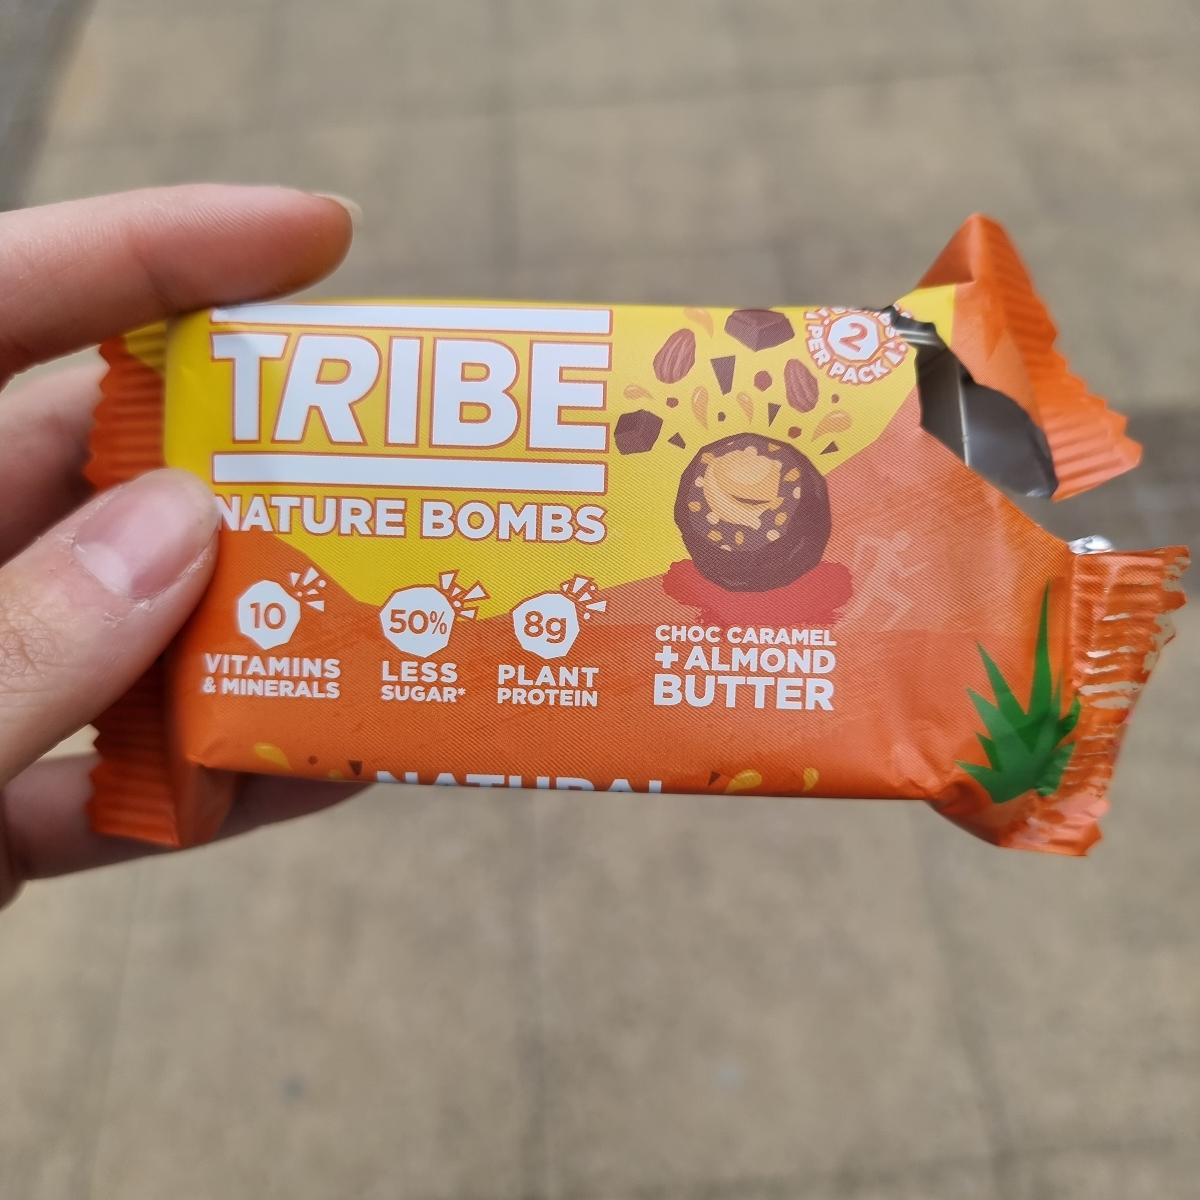 TRIBE
NATURE BOMBS
10
VITAMINS
& MINERALS
50%
LESS
SUGAR*
8g
PLANT
PROTEIN
2
PER PACK
CHOC CARAMEL
+ ALMOND
BUTTER
NATURAL